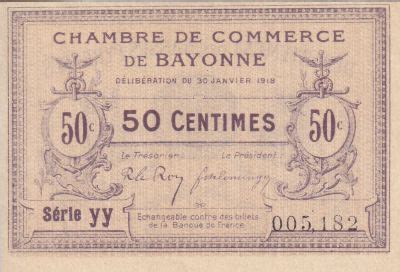 CHAMBRE DE COMMERCE
DE BAYONNE
DÉLIBÉRATION DU 30 JANVIER 1918
50c
50 CENTIMES
50c
Le Trésorier
Le Président
Série yy
Echangeable contre des billets
de la Banque de France
005,182